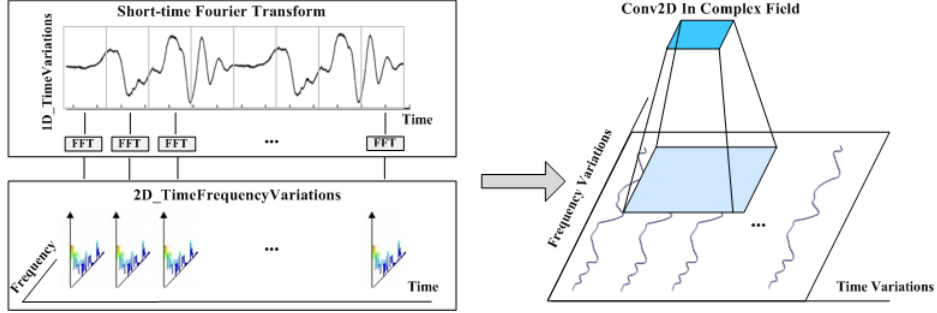 Short-time Fourier Transform
1D_TimeVariations
Time
FFT FFT FFT ... FFT
2D_TimeFrequencyVariations
...
Frequency
Time
Conv2D In Complex Field
Frequency Variations
...
Time Variations